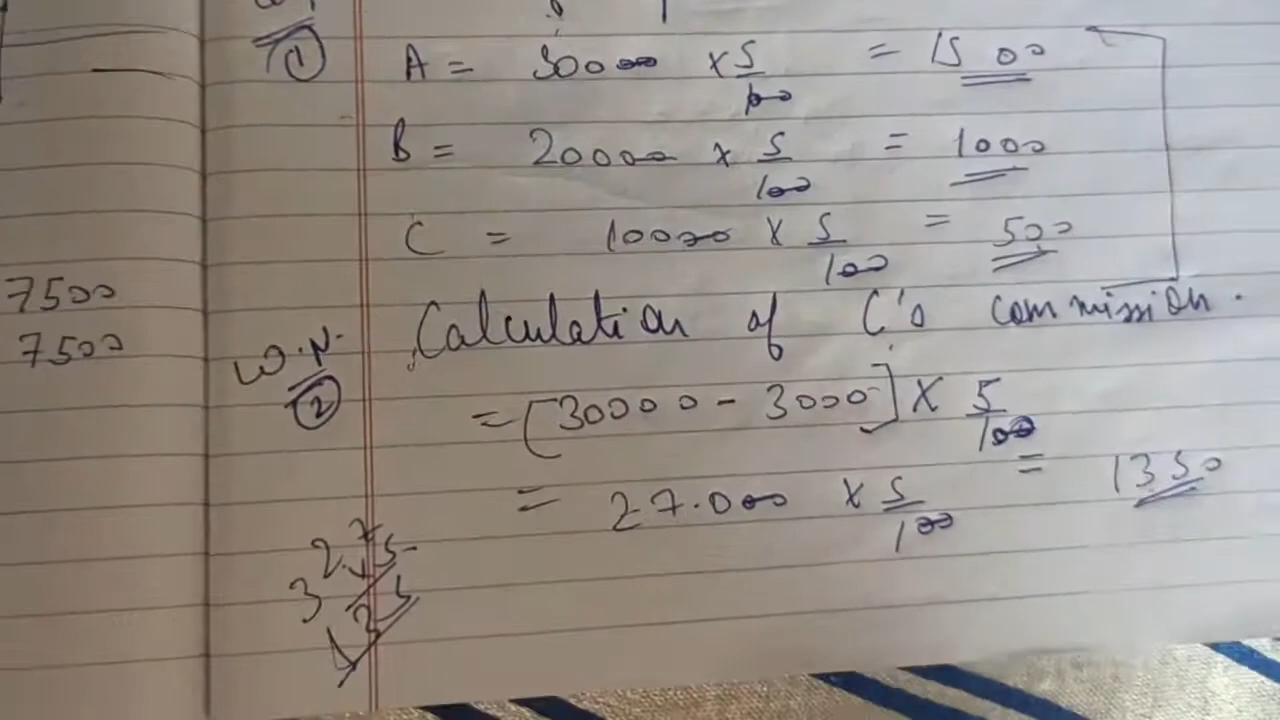 ①
A = 30000 × 5/100 = 1500
B = 20000 × 5/100 = 1000
C = 10000 × 5/100 = 500
7500
7500
W.N. ② Calculation of C's commission.
= [30000 - 3000] × 5/100
= 27.000 × 5/100 = 1350